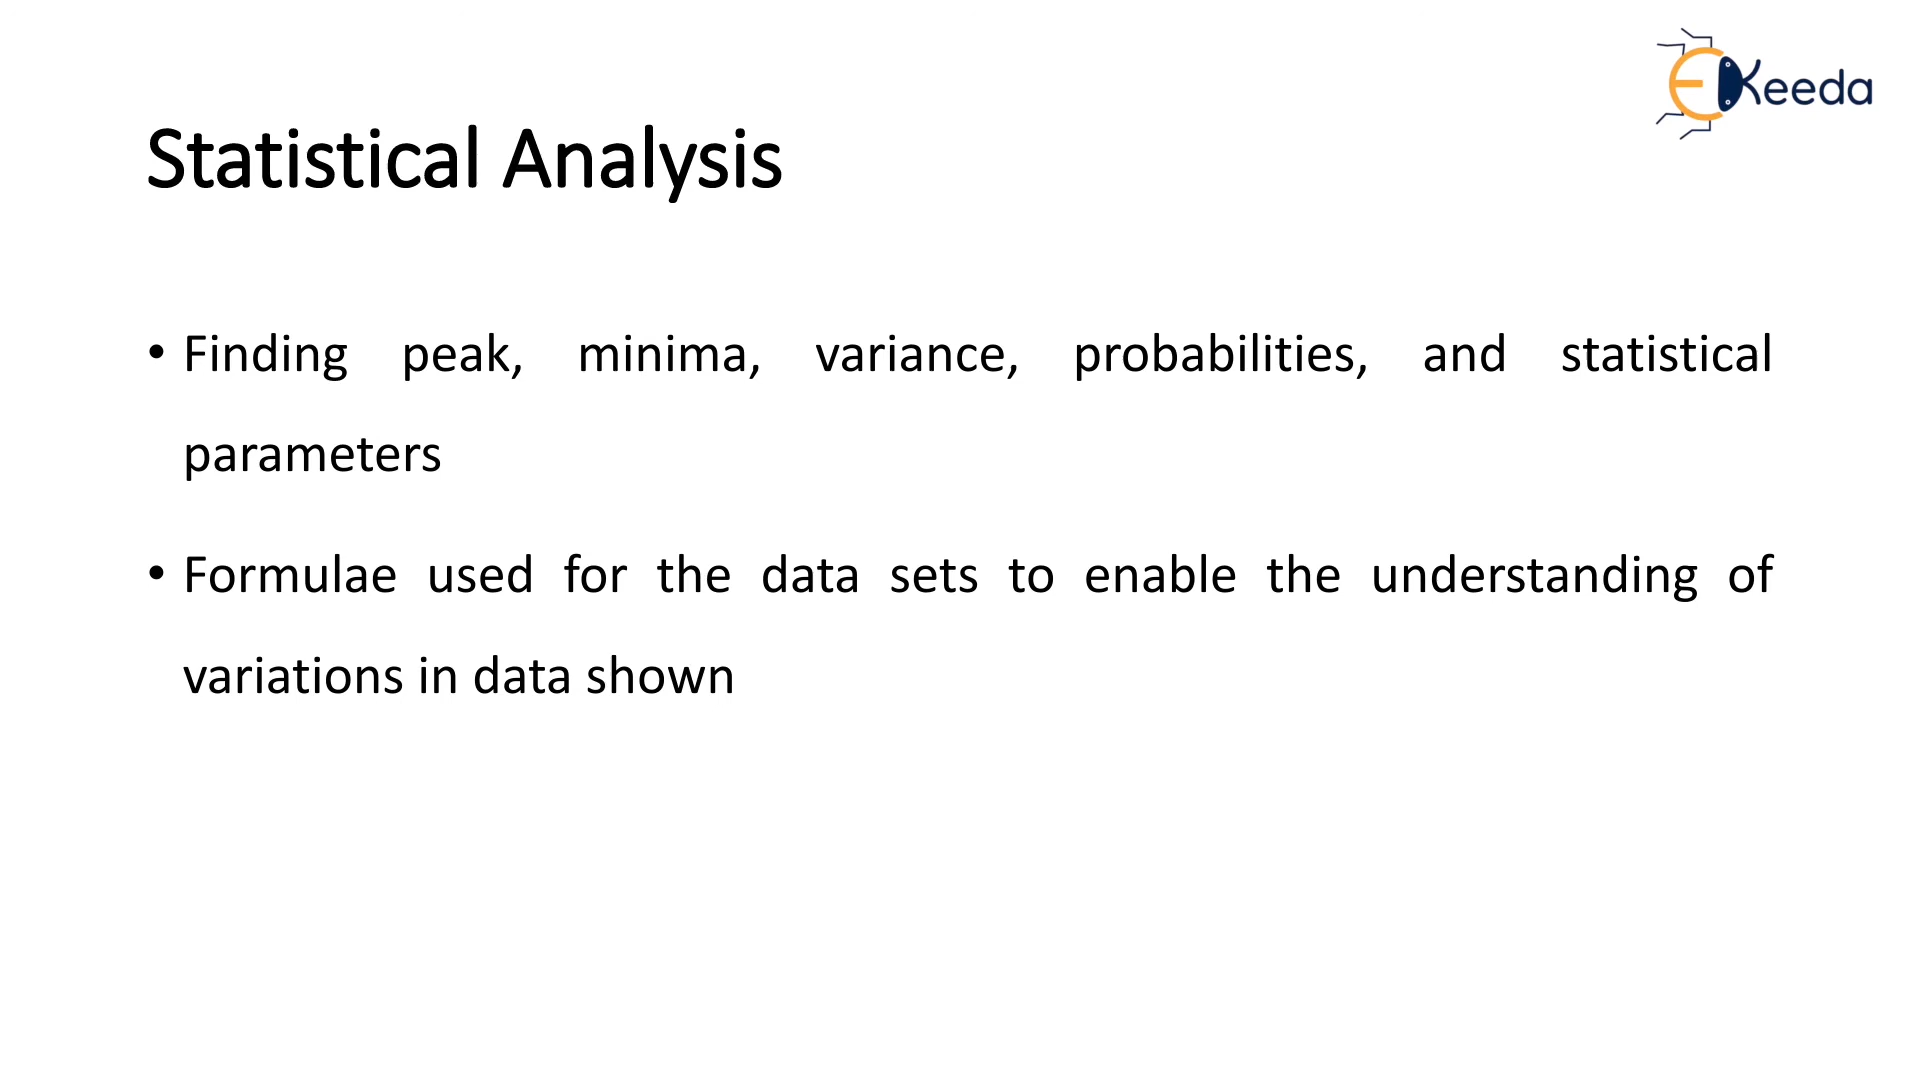 EKeeda
Statistical Analysis
• Finding peak, minima, variance, probabilities, and statistical
parameters
• Formulae used for the data sets to enable the understanding of
variations in data shown